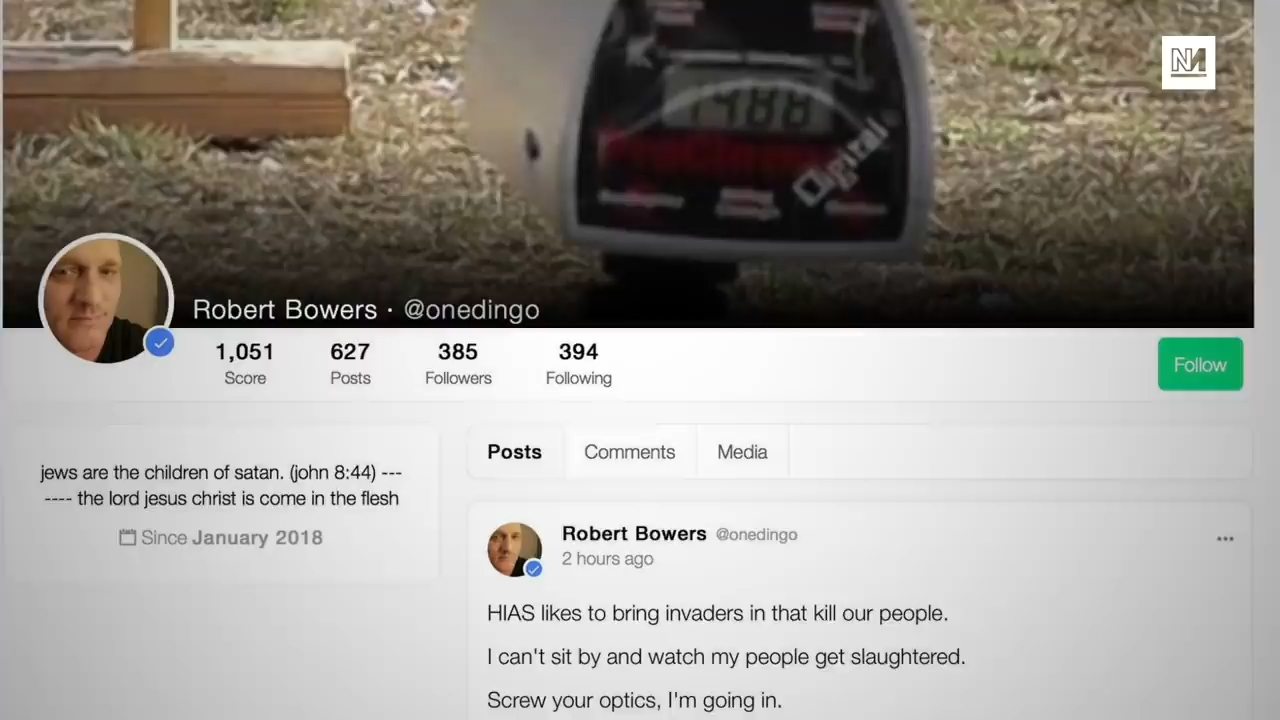 1488
Digital
Robert Bowers · @onedingo
1,051
627
385
394
Score
Posts
Followers
Following
Follow
jews are the children of satan. (john 8:44) ---
---- the lord jesus christ is come in the flesh
Since January 2018
Posts
Comments
Media
Robert Bowers @onedingo
2 hours ago
HIAS likes to bring invaders in that kill our people.
I can't sit by and watch my people get slaughtered.
Screw your optics, I'm going in.